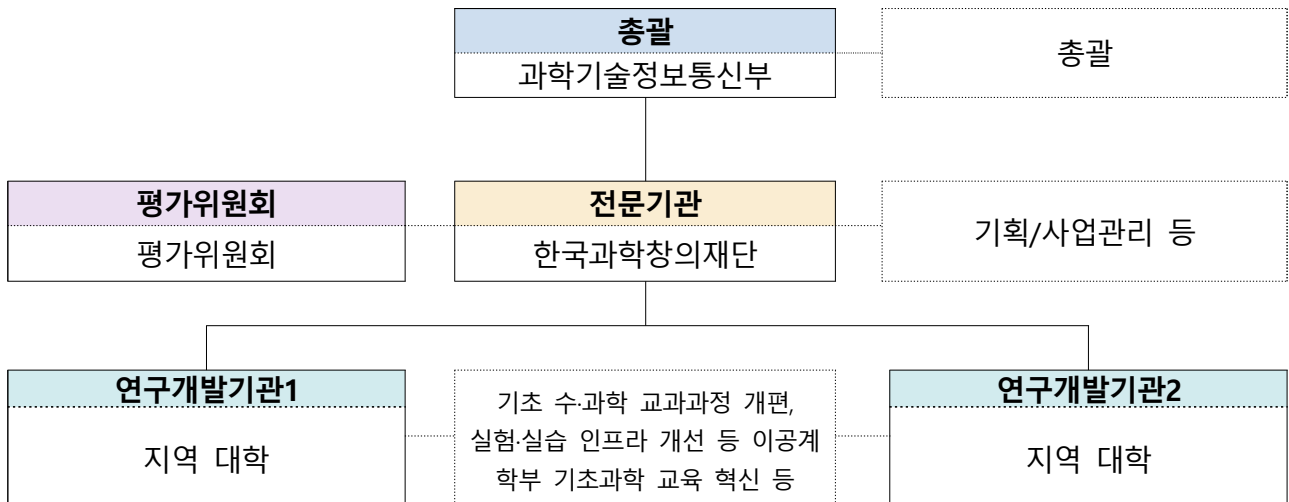 총괄
과학기술정보통신부
총괄
평가위원회
평가위원회
전문기관
한국과학창의재단
기획/사업관리 등
연구개발기관1
지역 대학
기초 수·과학 교과과정 개편,
실험·실습 인프라 개선 등 이공계
학부 기초과학 교육 혁신 등
연구개발기관2
지역 대학